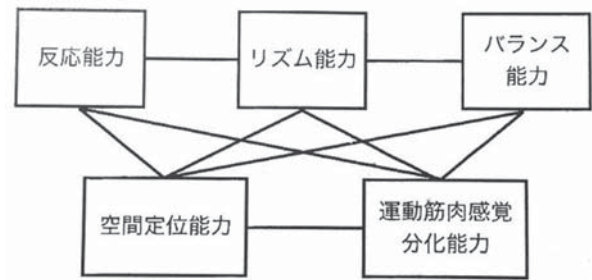 反応能力
リズム能力
バランス
能力
空間定位能力
運動筋肉感覚
分化能力